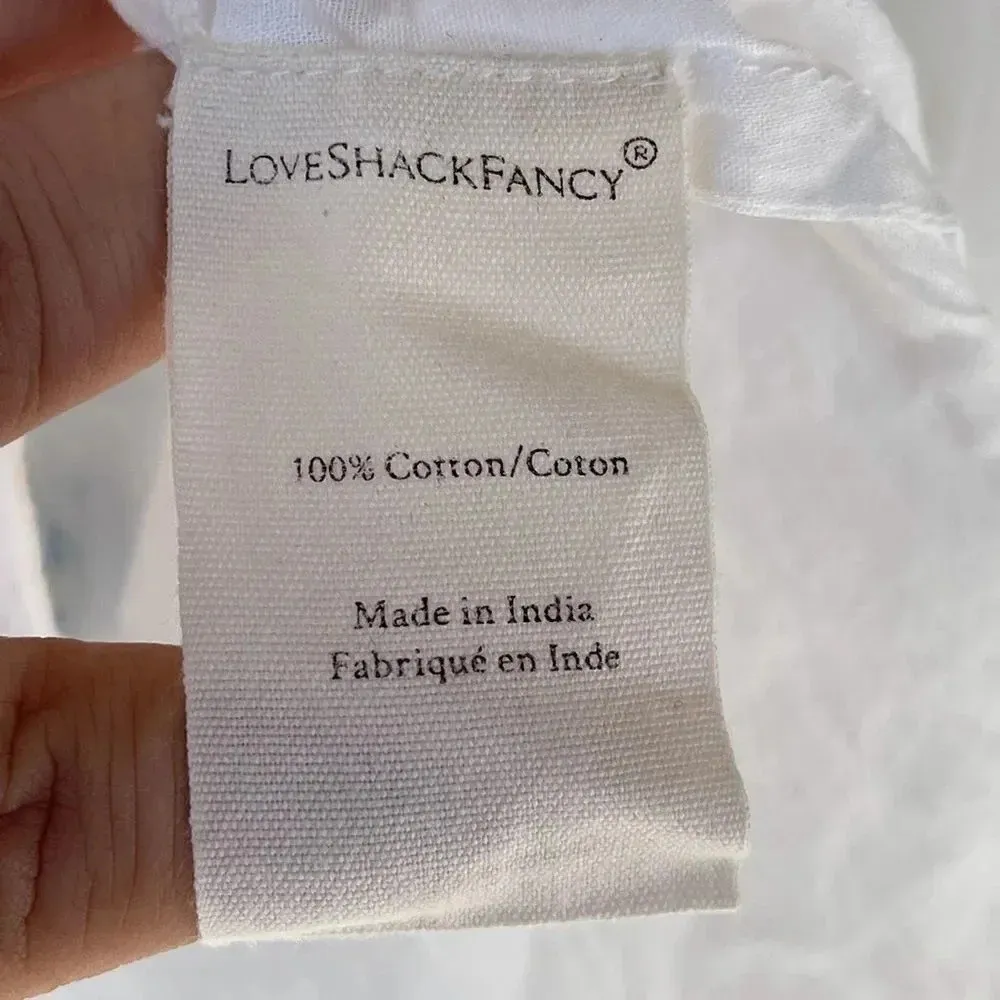 LOVESHACKFANCY®
100% Cotton/Coton
Made in India
Fabriqué en Inde